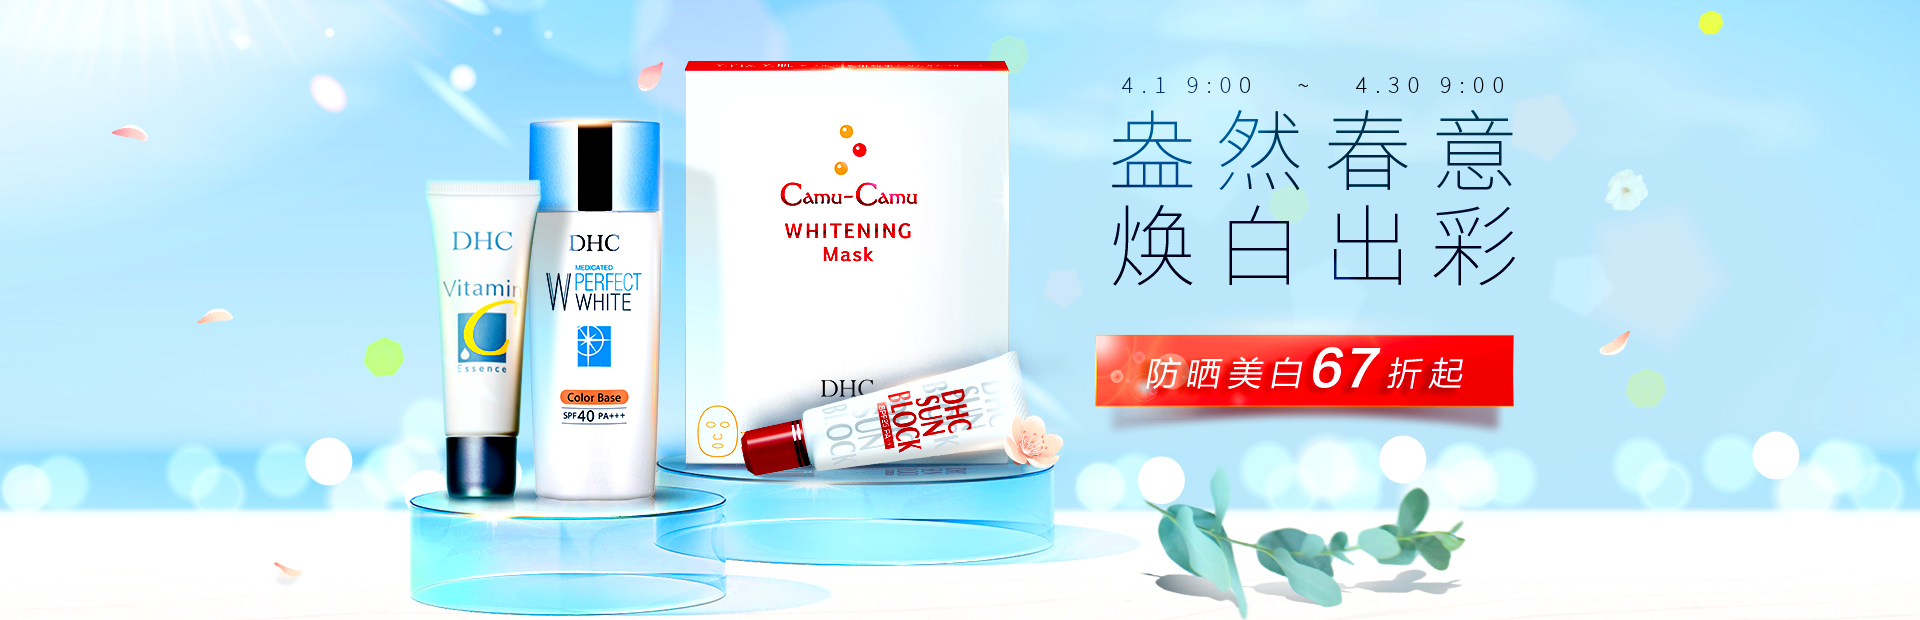 4.1 9:00 ~ 4.30 9:00
盎然春意
焕白出彩
防晒美白67折起
DHC
Vitamin
C
Essence
DHC
MEDICATED
W PERFECT
WHITE
Color Base
SPF40 PA+++
Camu-Camu
WHITENING
Mask
DHC
DHC
SUN
BLOCK